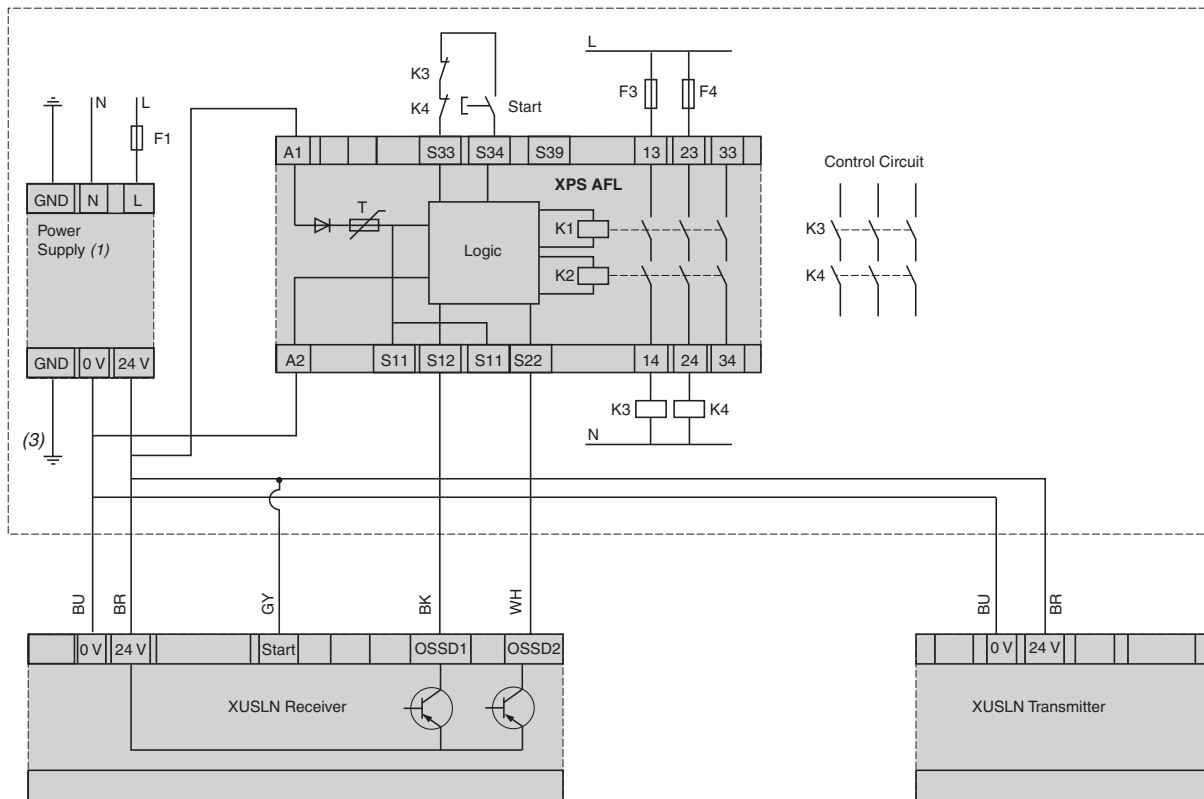 L
K3
F3
F4
N
L
K4
Start
F1
A1
S33
S34
S39
13
23
33
Control Circuit
XPS AFL
GND
N
L
T
Power
Supply (1)
K1
K3
Logic
K2
K4
GND
0 V
24 V
A2
S11
S12
S11
S22
14
24
34
K3
K4
(3)
N
BU
BR
GY
BK
WH
BU
BR
0 V
24 V
Start
OSSD1
OSSD2
0 V
24 V
XUSLN Receiver
XUSLN Transmitter